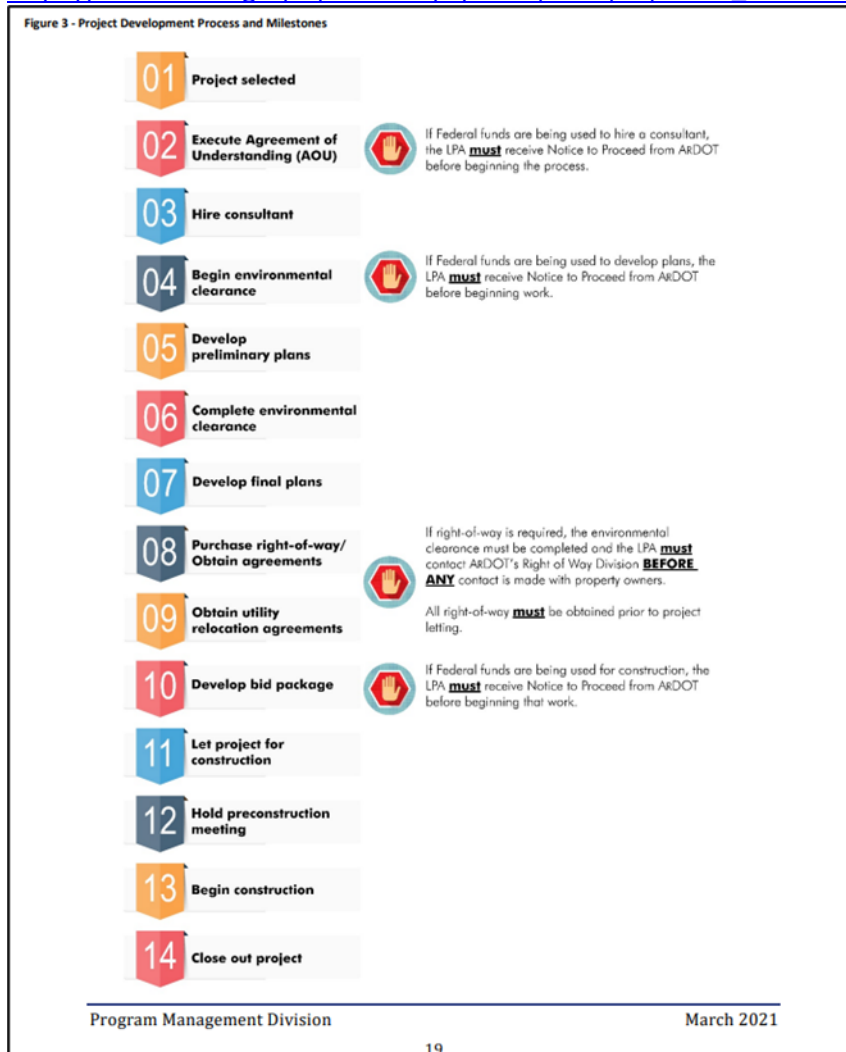 Figure 3 - Project Development Process and Milestones
01 Project selected
02 Execute Agreement of
Understanding (AOU)
If Federal funds are being used to hire a consultant,
the LPA must receive Notice to Proceed from ARDOT
before beginning the process.
03 Hire consultant
04 Begin environmental
clearance
If Federal funds are being used to develop plans, the
LPA must receive Notice to Proceed from ARDOT
before beginning work.
05 Develop
preliminary plans
06 Complete environmental
clearance
07 Develop final plans
08 Purchase right-of-way/
Obtain agreements
09 Obtain utility
relocation agreements
If right-of-way is required, the environmental
clearance must be completed and the LPA must
contact ARDOT's Right of Way Division BEFORE
ANY contact is made with property owners.
All right-of-way must be obtained prior to project
letting.
10 Develop bid package
If Federal funds are being used for construction, the
LPA must receive Notice to Proceed from ARDOT
before beginning that work.
11 Let project for
construction
12 Hold preconstruction
meeting
13 Begin construction
14 Close out project
Program Management Division March 2021
19